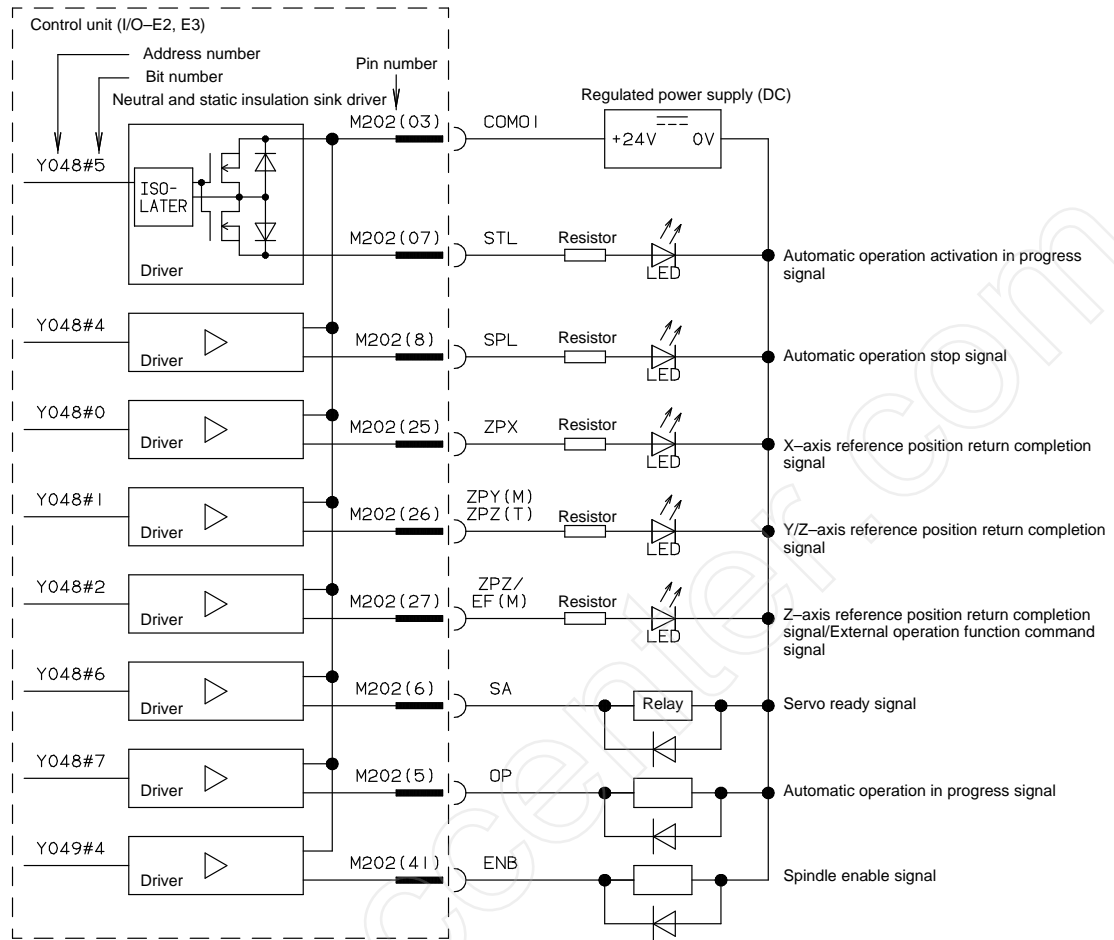 Control unit (I/O–E2, E3)
Address number
Bit number
Pin number
Neutral and static insulation sink driver
Regulated power supply (DC)
M202(03)
COMOI
+24V
0V
Y048#5
ISO-
LATER
Driver
M202(07)
STL
Resistor
LED
Automatic operation activation in progress
signal
Y048#4
Driver
M202(8)
SPL
Resistor
LED
Automatic operation stop signal
Y048#0
Driver
M202(25)
ZPX
Resistor
LED
X–axis reference position return completion
signal
Y048#1
Driver
M202(26)
ZPY(M)
ZPZ(T)
Resistor
LED
Y/Z–axis reference position return completion
signal
Y048#2
Driver
M202(27)
ZPZ/
EF(M)
Resistor
LED
Z–axis reference position return completion
signal/External operation function command
signal
Y048#6
Driver
M202(6)
SA
Relay
Servo ready signal
Y048#7
Driver
M202(5)
OP
Automatic operation in progress signal
Y049#4
Driver
M202(41)
ENB
Spindle enable signal